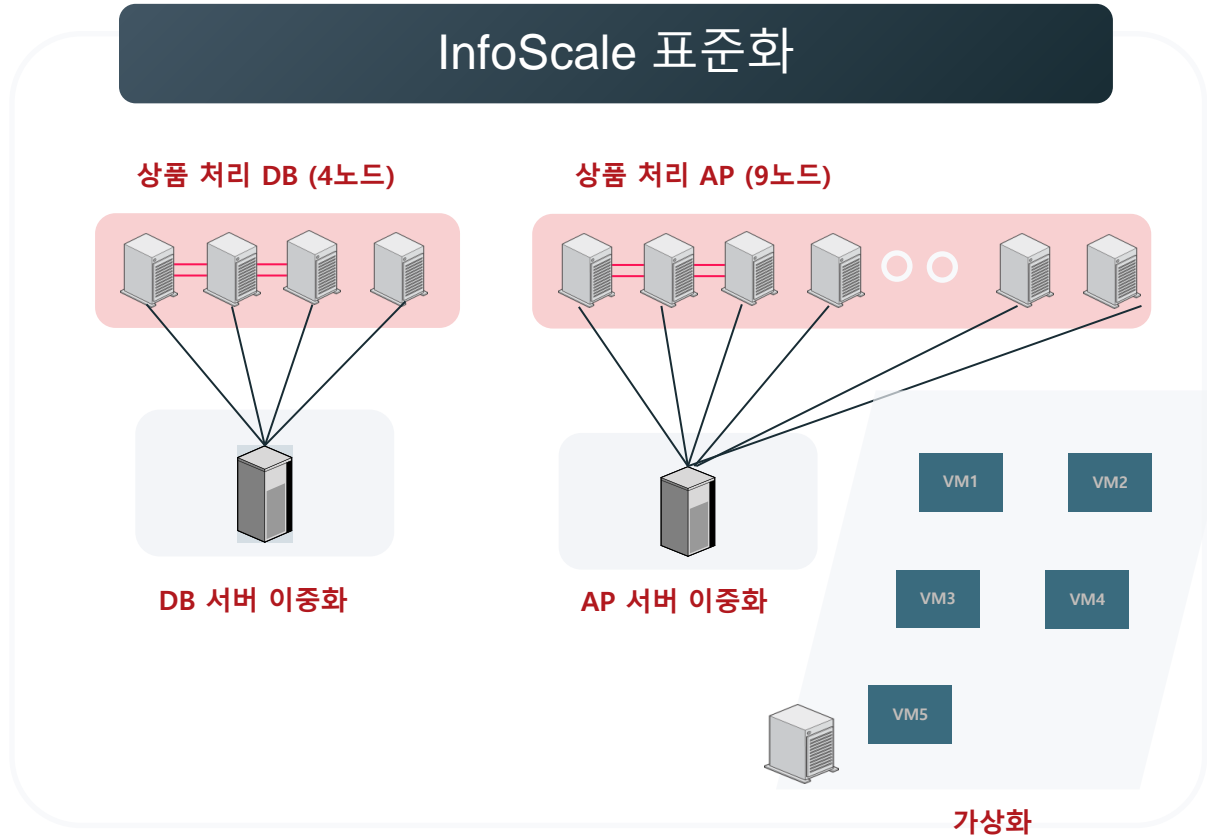 InfoScale 표준화
상품 처리 DB (4노드)
상품 처리 AP (9노드)
VM1
VM2
DB 서버 이중화
AP 서버 이중화
VM3
VM4
VM5
가상화